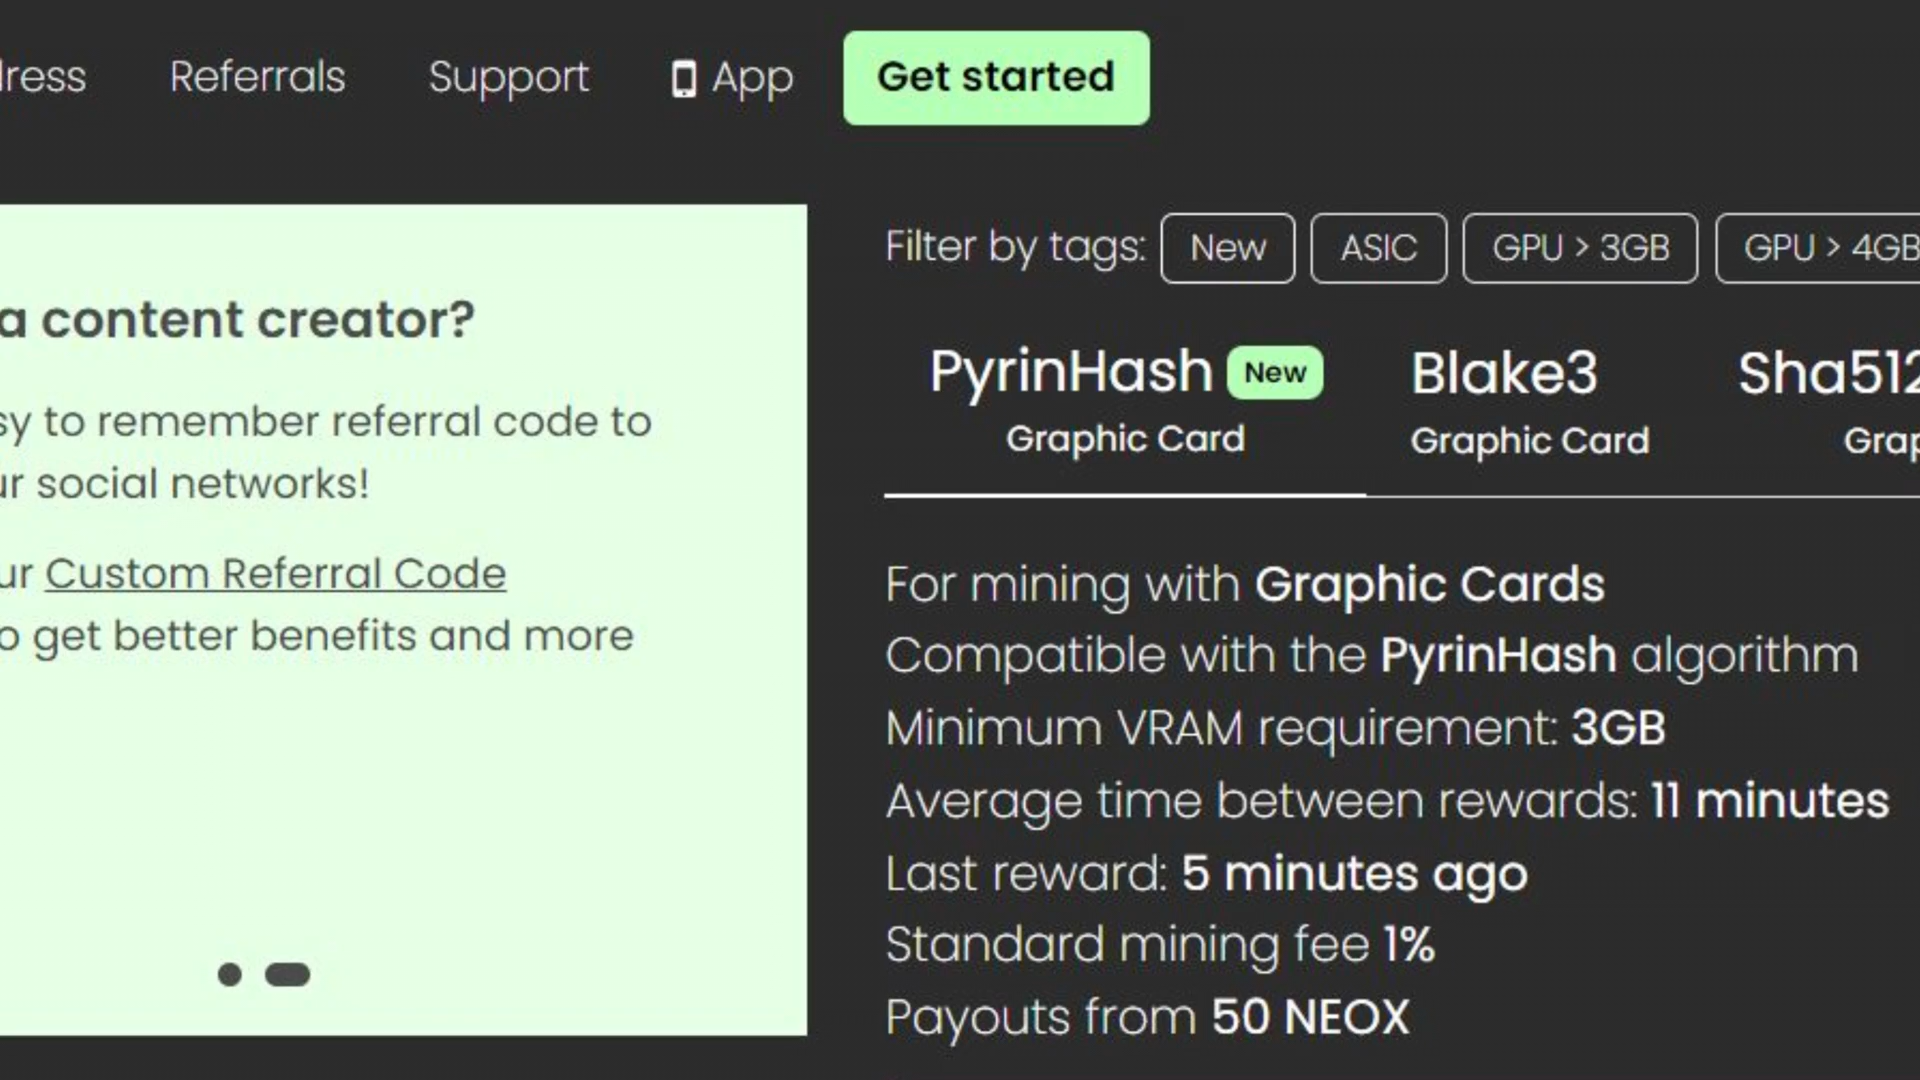 Referrals Support App Get started
a content creator?
to remember referral code to
social networks!
Custom Referral Code
get better benefits and more
Filter by tags: New ASIC GPU > 3GB GPU > 4GB
PyrinHash New Blake3 Sha512
Graphic Card Graphic Card
For mining with Graphic Cards
Compatible with the PyrinHash algorithm
Minimum VRAM requirement: 3GB
Average time between rewards: 11 minutes
Last reward: 5 minutes ago
Standard mining fee 1%
Payouts from 50 NEOX